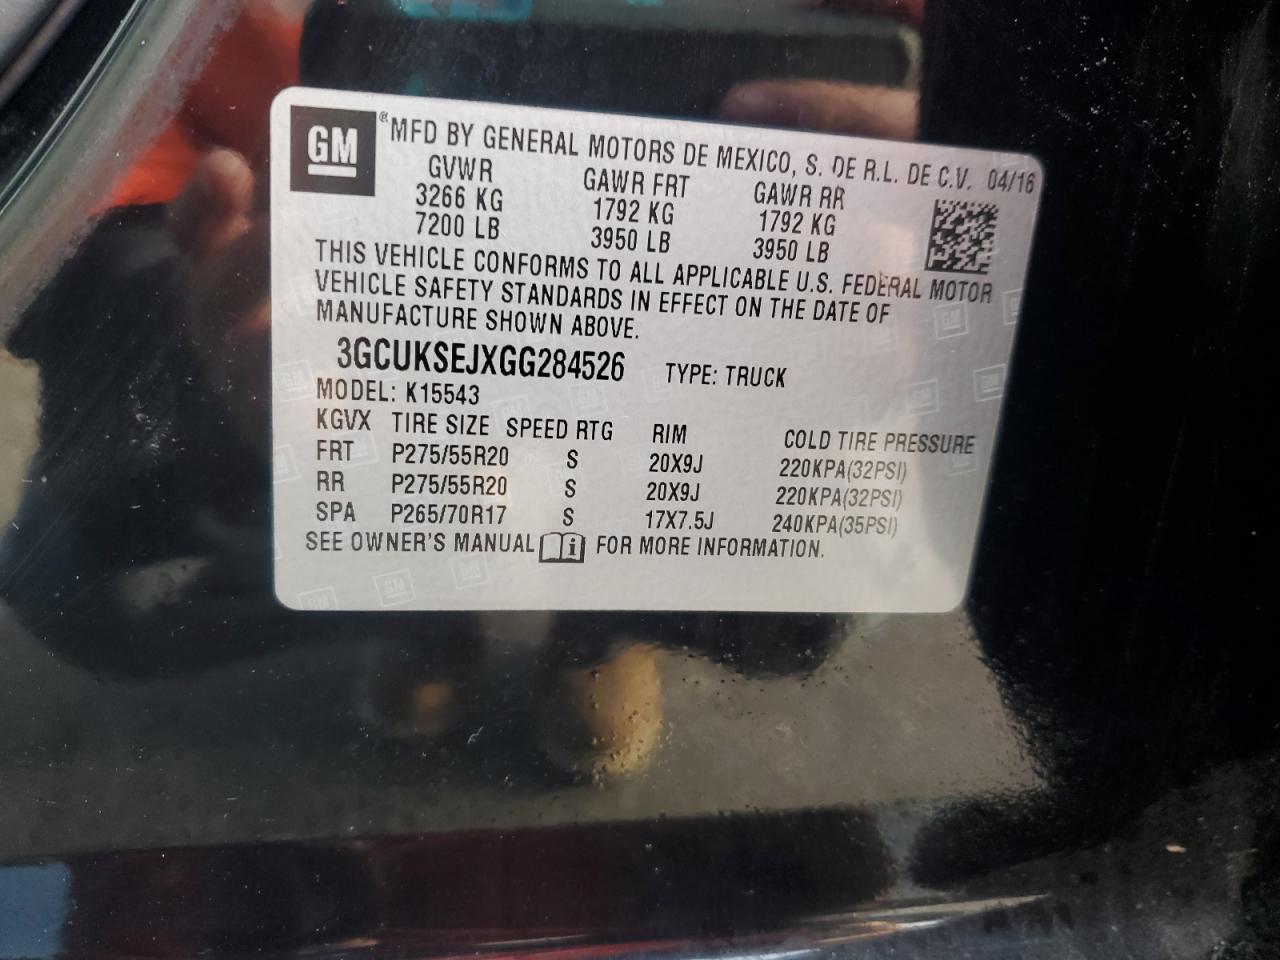 GM ® MFD BY GENERAL MOTORS DE MEXICO, S. DE R.L. DE C.V. 04/16
GVWR GAWR FRT GAWR RR
3266 KG 1792 KG 1792 KG
7200 LB 3950 LB 3950 LB
THIS VEHICLE CONFORMS TO ALL APPLICABLE U.S. FEDERAL MOTOR
VEHICLE SAFETY STANDARDS IN EFFECT ON THE DATE OF
MANUFACTURE SHOWN ABOVE.
3GCUKSEJXGG284526 TYPE: TRUCK
MODEL: K15543
KGVX TIRE SIZE SPEED RTG RIM COLD TIRE PRESSURE
FRT P275/55R20 S 20X9J 220KPA(32PSI)
RR P275/55R20 S 20X9J 220KPA(32PSI)
SPA P265/70R17 S 17X7.5J 240KPA(35PSI)
SEE OWNER'S MANUAL i FOR MORE INFORMATION.